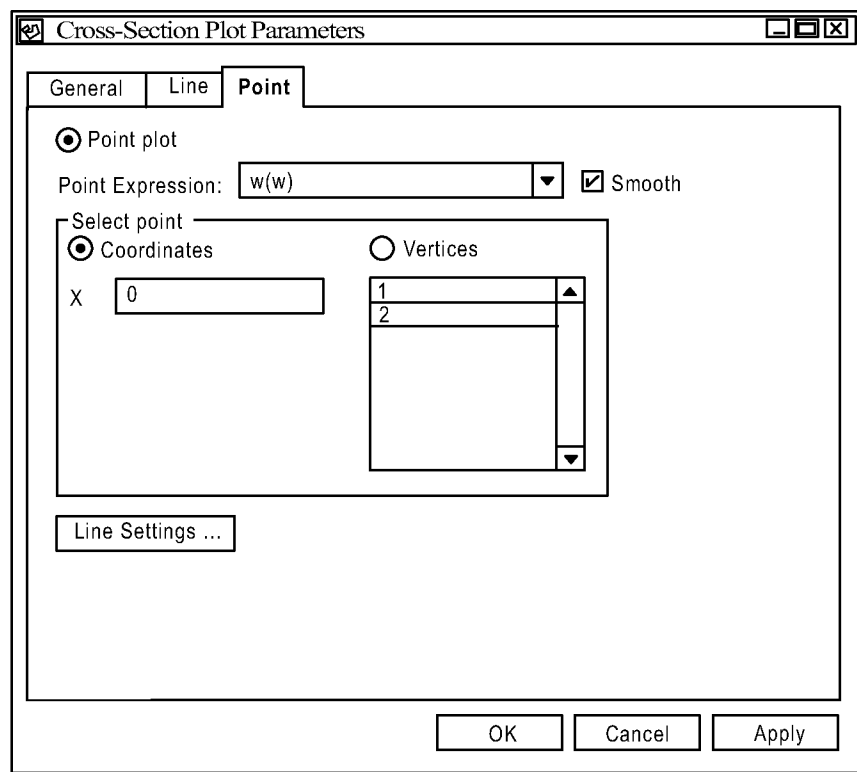 Cross-Section Plot Parameters
General Line Point
Point plot
Point Expression: w(w) Smooth
Select point
Coordinates Vertices
X 0 1
2
Line Settings ...
OK Cancel Apply